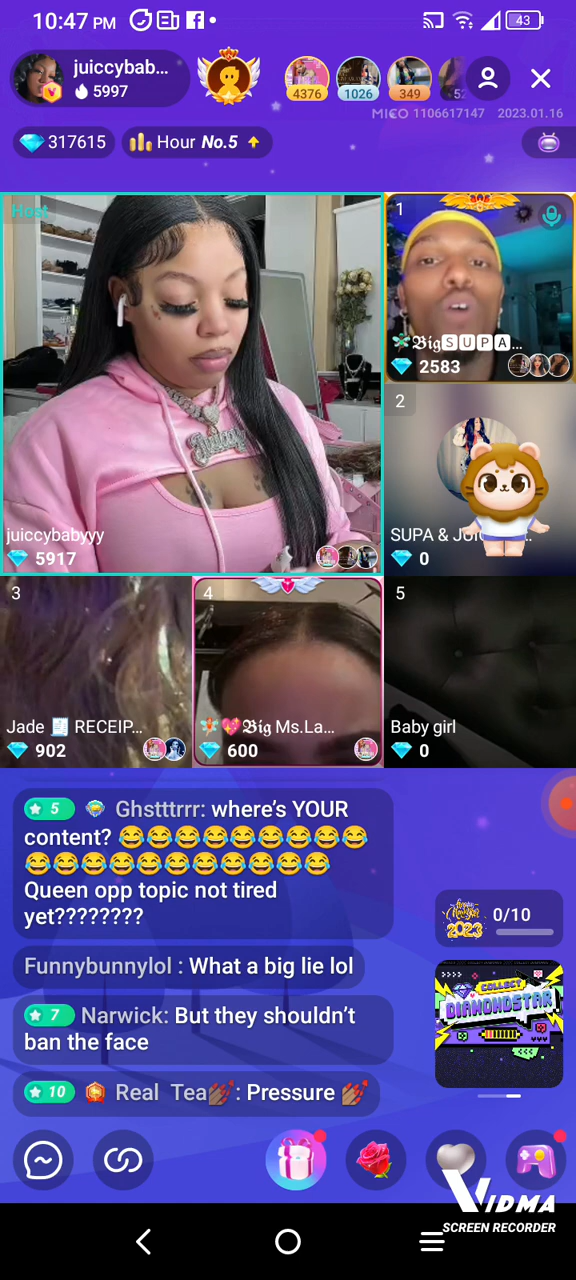 10:47 PM
43
juiccybab...
5997
4376
1026
349
MICO 1106617147 2023.01.16
317615
Hour No.5
Host
1
𝕭𝖎𝖌🆂🆄🅿🅰...
2583
2
juiccybabyyy
5917
SUPA & JUI
0
3
4
5
Jade 🧾 RECEIP...
902
🧚💖𝕭𝖎𝖌 Ms.La...
600
Baby girl
0
5 Ghstttrrr: where's YOUR
content? 😂😂😂😂😂😂😂😂😂
😂😂😂😂😂😂😂😂😂😂😂
Queen opp topic not tired
yet????????
Funnybunnylol : What a big lie lol
7 Narwick: But they shouldn't
ban the face
10 Real Tea💅🏾: Pressure 💅🏾
Happy New Year
2023
0/10
COLLECT
DIAMONDSTAR
VIDMA
SCREEN RECORDER